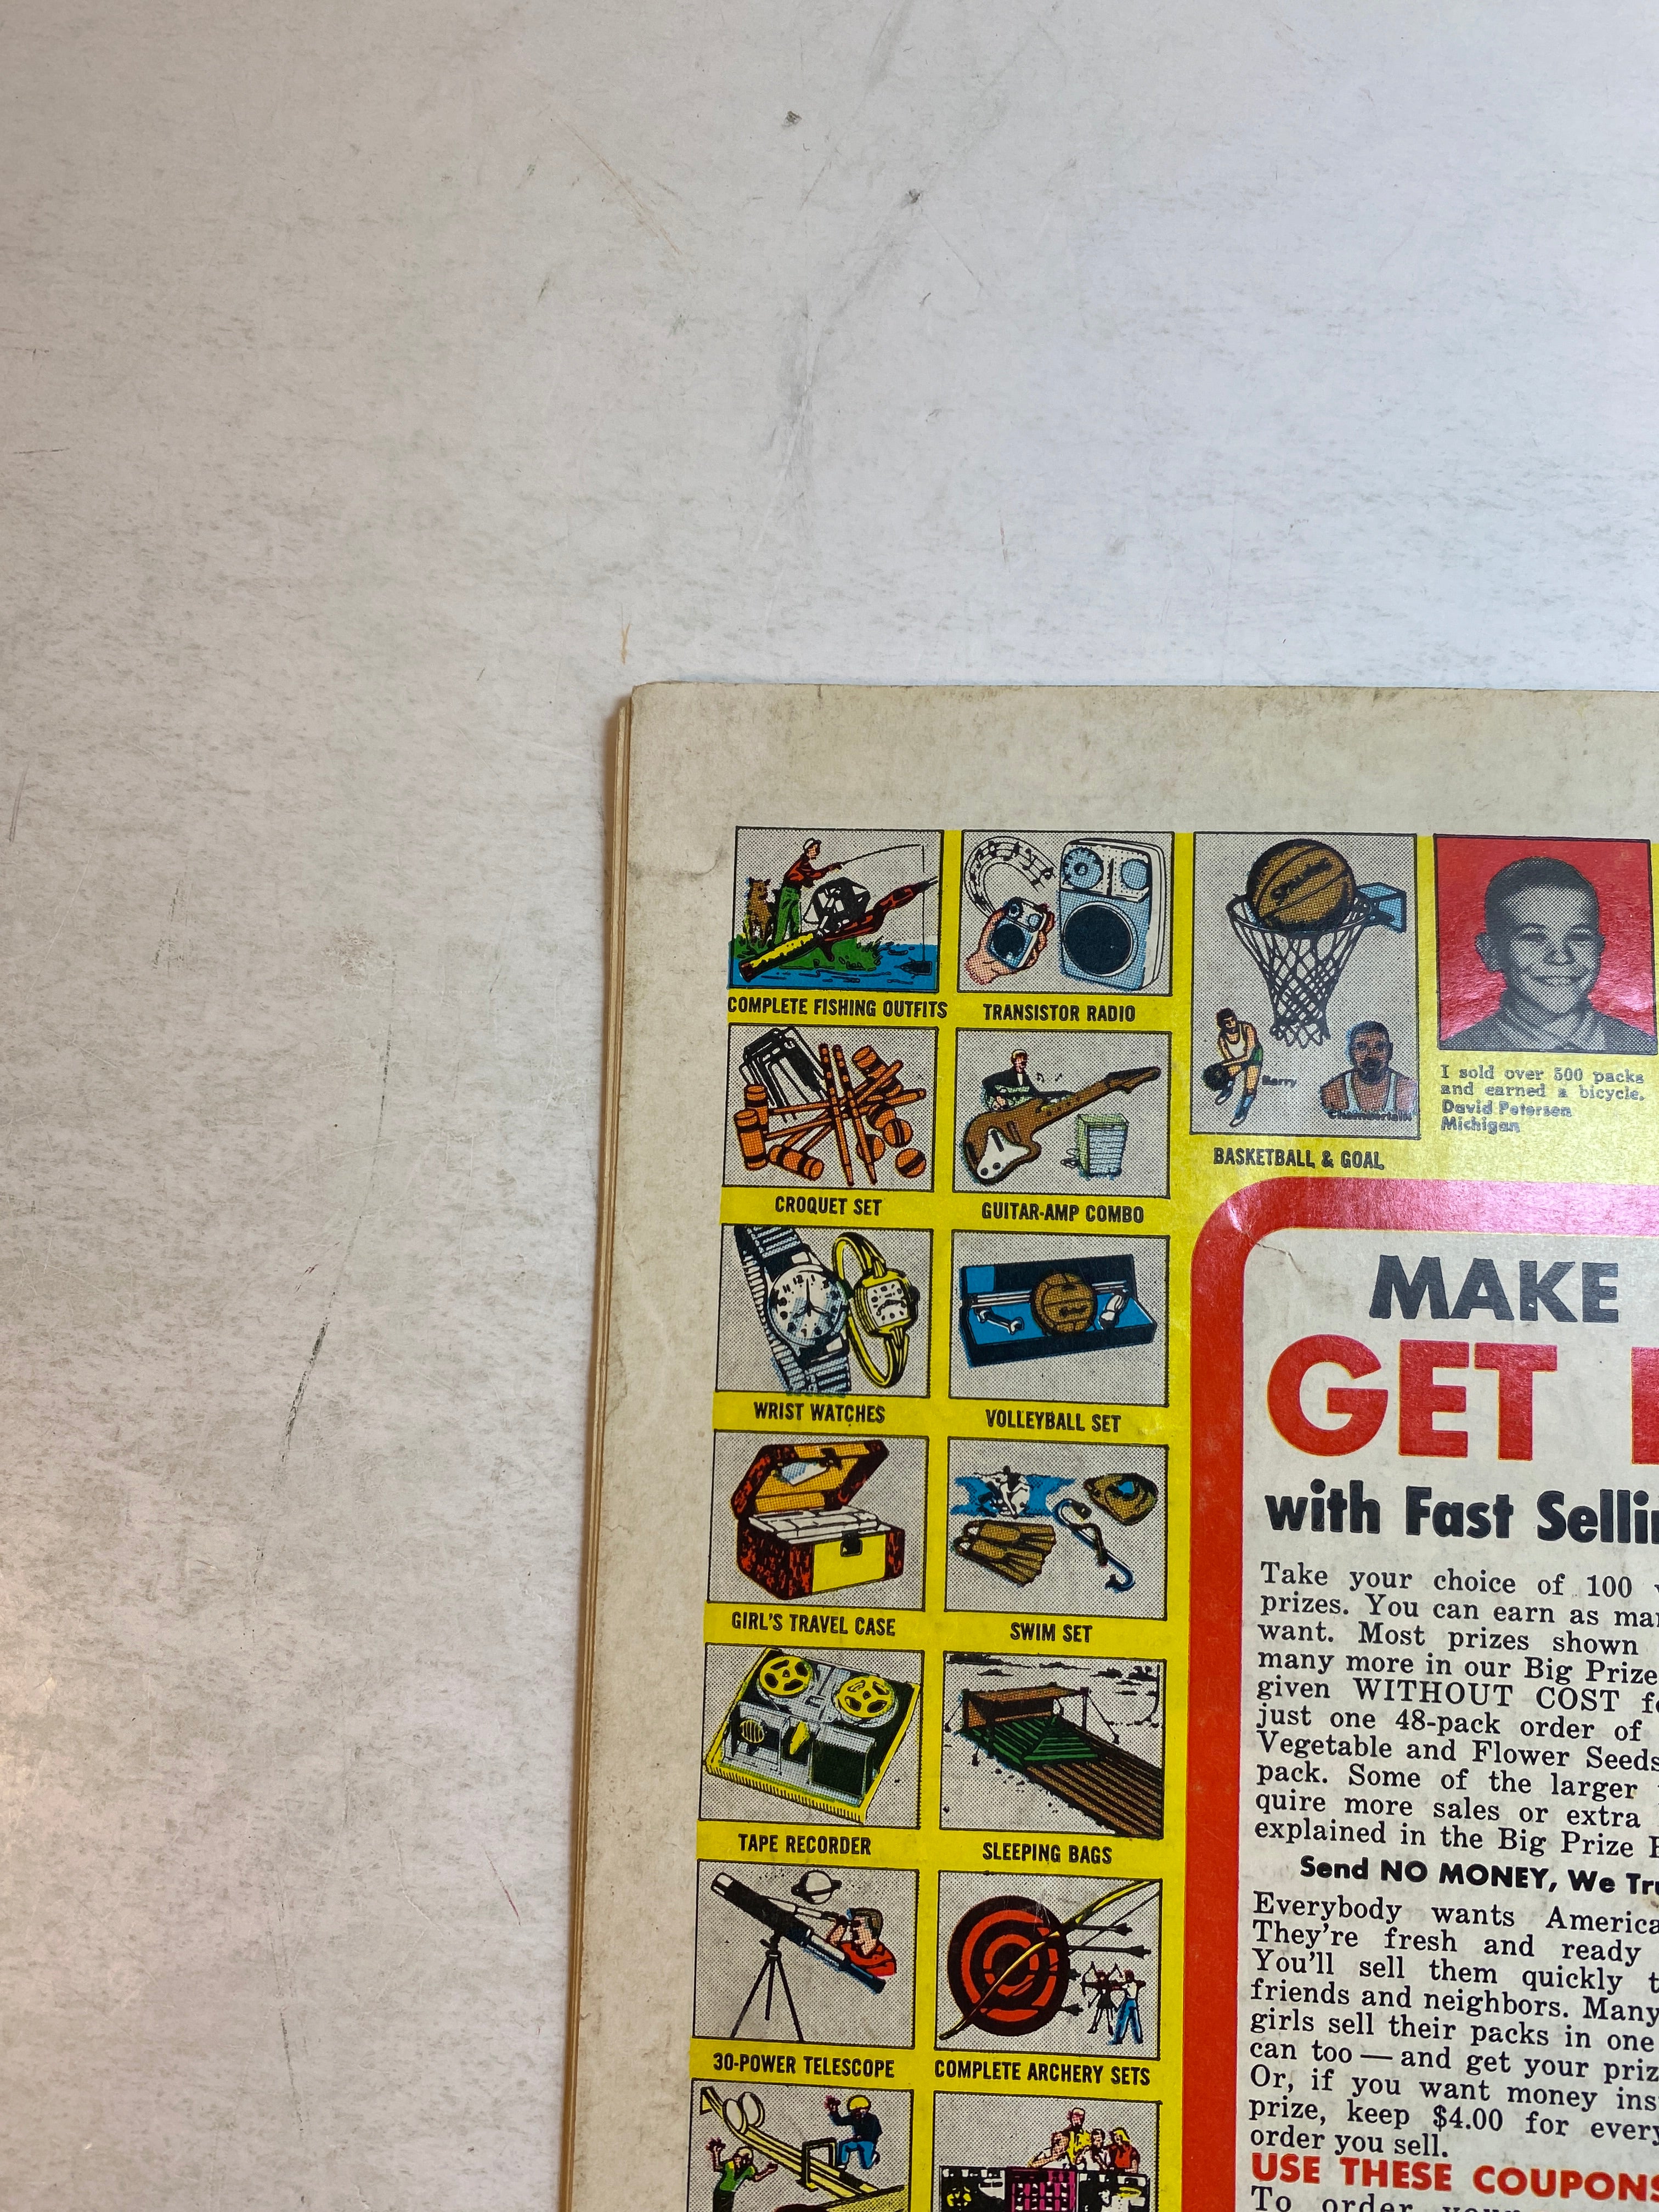 COMPLETE FISHING OUTFITS
TRANSISTOR RADIO
Barry
Chamberlain
BASKETBALL & GOAL
I sold over 500 packs
and earned a bicycle.
David Petersen
Michigan
CROQUET SET
GUITAR-AMP COMBO
WRIST WATCHES
VOLLEYBALL SET
GIRL'S TRAVEL CASE
SWIM SET
TAPE RECORDER
SLEEPING BAGS
30-POWER TELESCOPE
COMPLETE ARCHERY SETS
MAKE
GET
with Fast Selli
Take your choice of 100
prizes. You can earn as ma
want. Most prizes shown
many more in our Big Prize
given WITHOUT COST f
just one 48-pack order of
Vegetable and Flower Seeds
pack. Some of the larger
quire more sales or extra
explained in the Big Prize
Send NO MONEY, We Tru
Everybody wants America
They're fresh and ready
You'll sell them quickly t
friends and neighbors. Many
girls sell their packs in one
can too — and get your priz
Or, if you want money ins
prize, keep $4.00 for every
order you sell.
USE THESE COUPONS
To order your